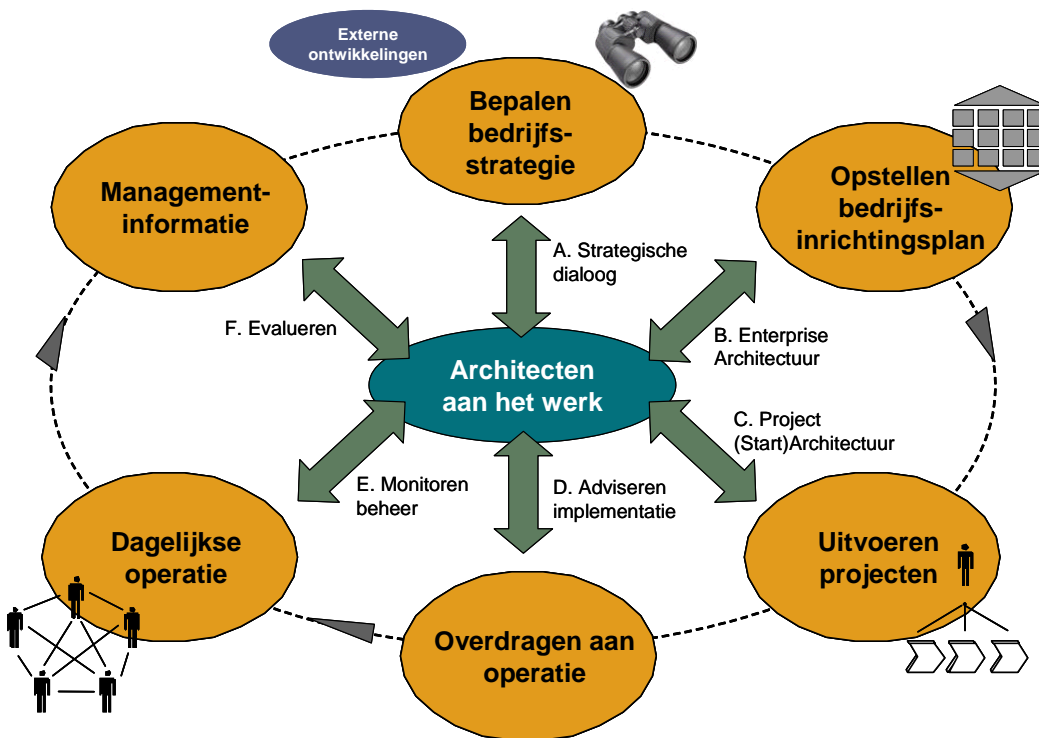 Externe
ontwikkelingen
Bepalen
bedrijfs-
strategie
Management-
informatie
Opstellen
bedrijfs-
inrichtingsplan
A. Strategische
dialoog
F. Evalueren
B. Enterprise
Architectuur
Architecten
aan het werk
C. Project
(Start)Architectuur
E. Monitoren
beheer
D. Adviseren
implementatie
Dagelijkse
operatie
Uitvoeren
projecten
Overdragen aan
operatie